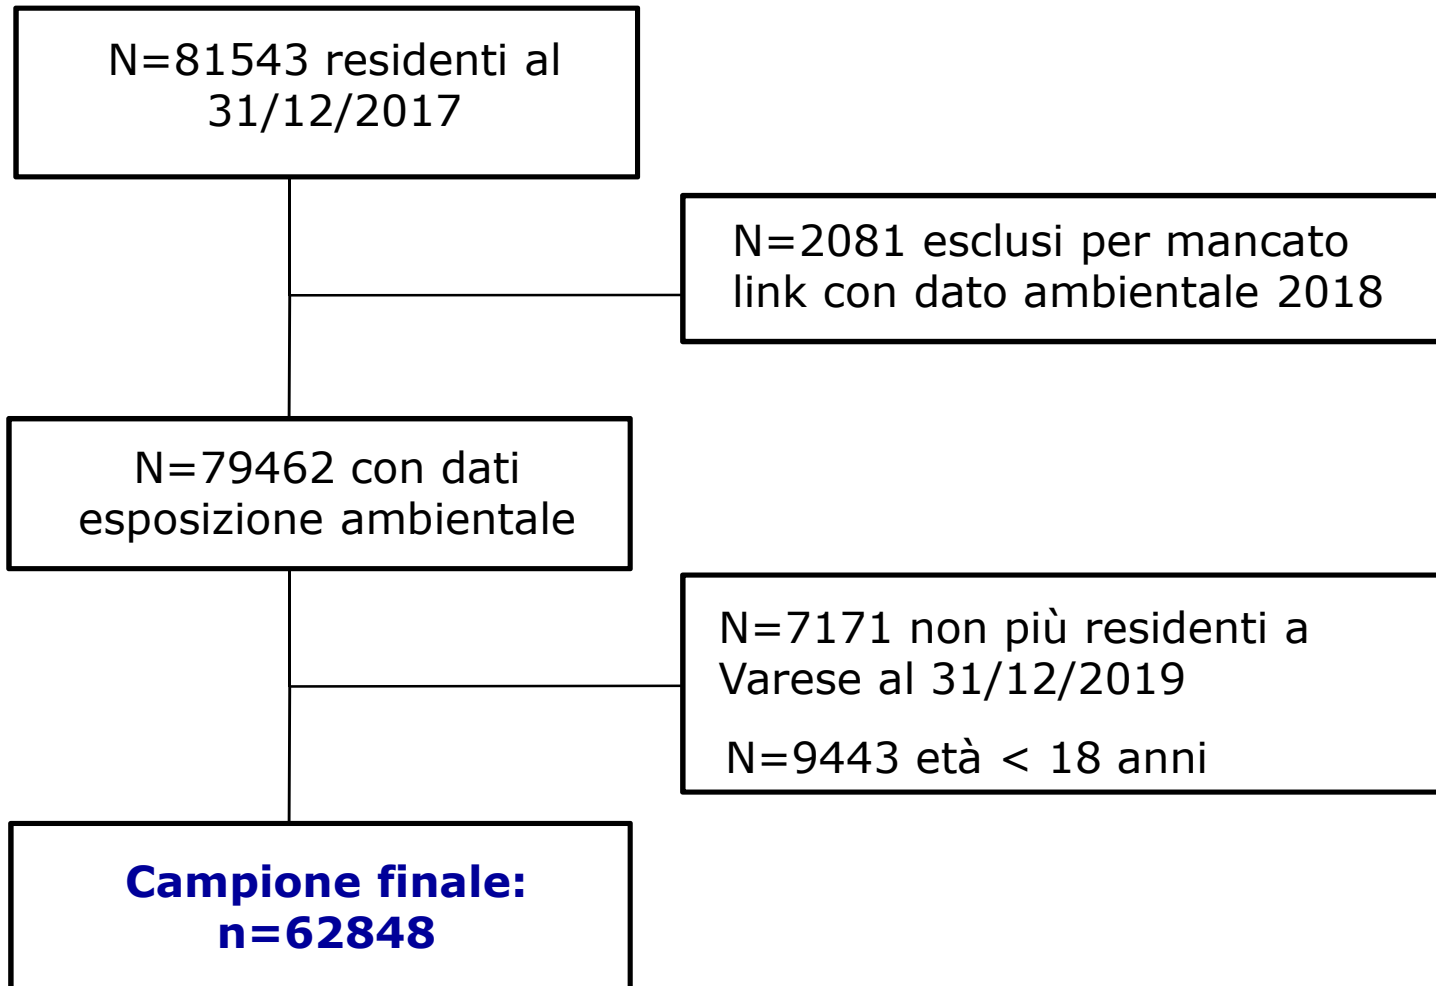 N=81543 residenti al
31/12/2017
N=2081 esclusi per mancato
link con dato ambientale 2018
N=79462 con dati
esposizione ambientale
N=7171 non più residenti a
Varese al 31/12/2019
N=9443 età < 18 anni
Campione finale:
n=62848